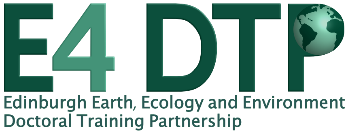 E4 DTP
Edinburgh Earth, Ecology and Environment
Doctoral Training Partnership